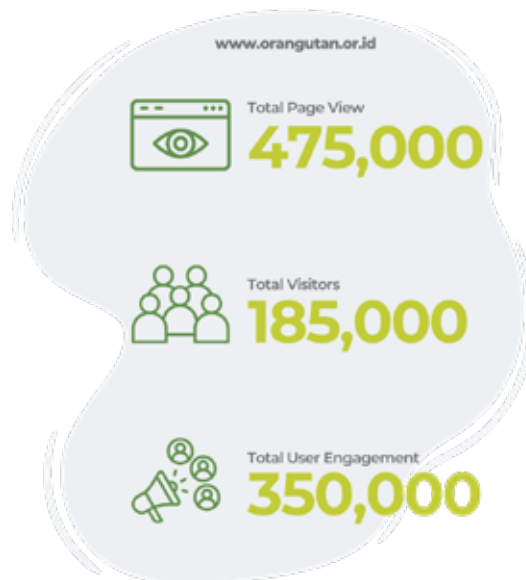 www.orangutan.or.id
Total Page View
475,000
Total Visitors
185,000
Total User Engagement
350,000